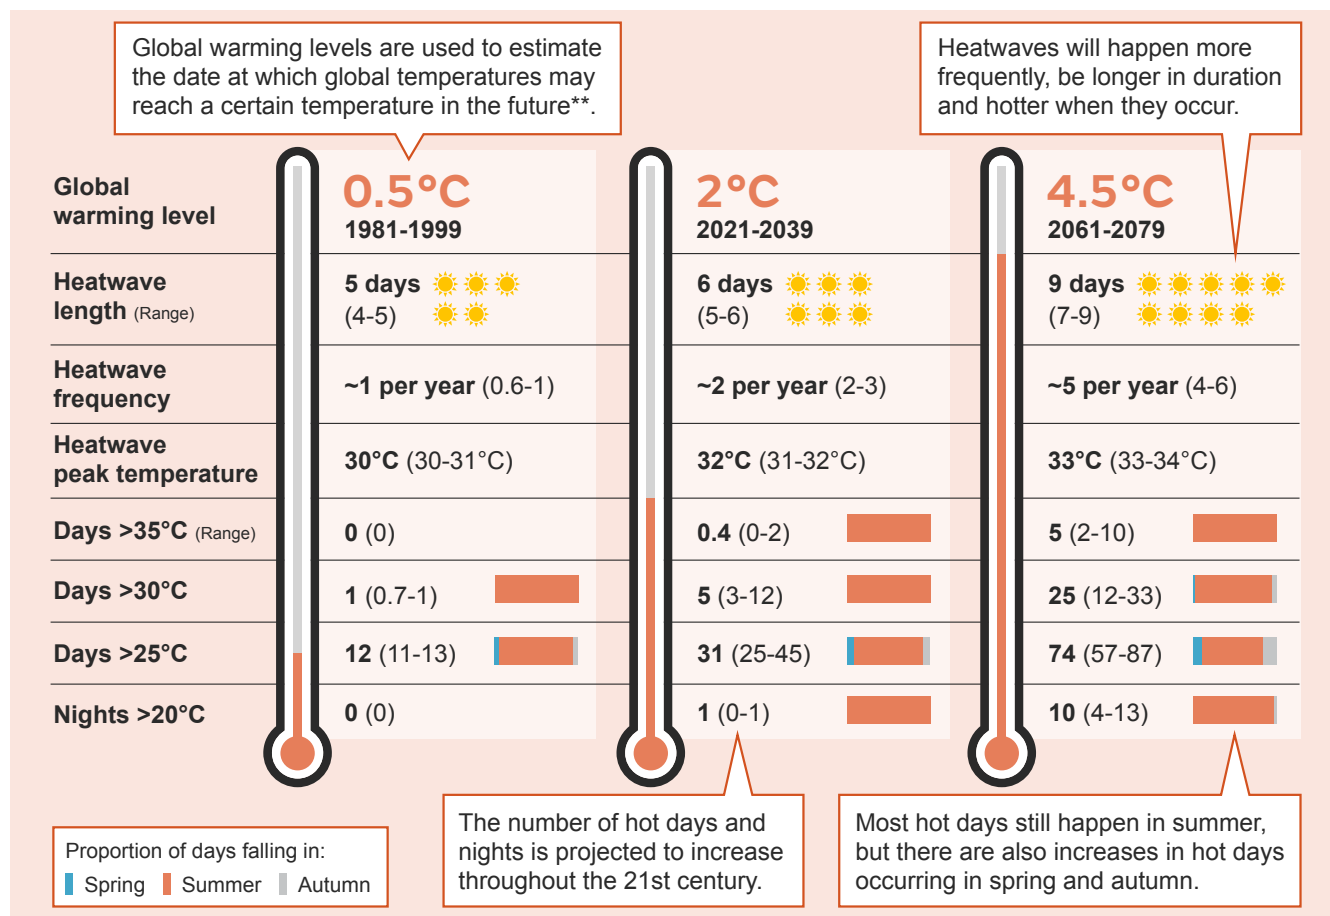 Global warming levels are used to estimate
the date at which global temperatures may
reach a certain temperature in the future**.
Heatwaves will happen more
frequently, be longer in duration
and hotter when they occur.
Global
warming level
0.5°C
1981-1999
2°C
2021-2039
4.5°C
2061-2079
Heatwave
length (Range)
5 days
(4-5)
6 days
(5-6)
9 days
(7-9)
Heatwave
frequency
~1 per year (0.6-1)
~2 per year (2-3)
~5 per year (4-6)
Heatwave
peak temperature
30°C (30-31°C)
32°C (31-32°C)
33°C (33-34°C)
Days >35°C (Range)
0 (0)
0.4 (0-2)
5 (2-10)
Days >30°C
1 (0.7-1)
5 (3-12)
25 (12-33)
Days >25°C
12 (11-13)
31 (25-45)
74 (57-87)
Nights >20°C
0 (0)
1 (0-1)
10 (4-13)
Proportion of days falling in:
Spring Summer Autumn
The number of hot days and
nights is projected to increase
throughout the 21st century.
Most hot days still happen in summer,
but there are also increases in hot days
occurring in spring and autumn.